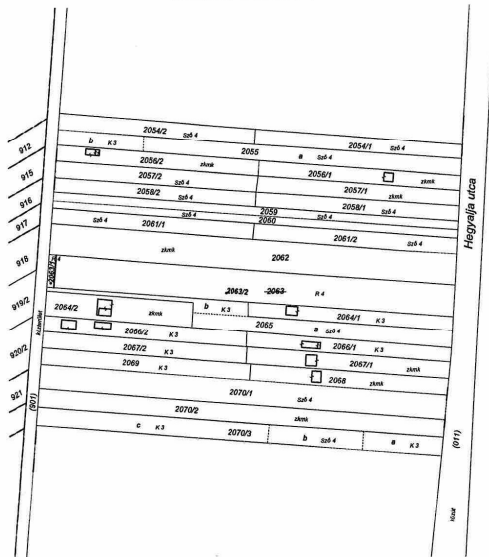 2054/2 Sző 4
2054/1 Sző 4
b K 3
2055
a Sző 4
912
2056/2 zkmk
2056/1 zkmk
915
2057/2 Sző 4
2057/1 zkmk
2058/2 Sző 4
2058/1 Sző 4
916
2059 Sző 4
Sző 4 2060
917
Sző 4 2061/1
2061/2 Sző 4
Hegyalja utca
918
zkmk
2062
2063/2 2063 R 4
919/2
közterület
2064/2 zkmk
b K 3
2064/1 K 3
2065 a Sző 4
2066/2 K 3
2066/1 K 3
920/2
2067/2 K 3
2067/1 K 3
2069 K 3
2068 zkmk
921
(901)
2070/1 Sző 4
2070/2 zkmk
c K 3 2070/3
b Sző 4
a K 3
(011)
közút